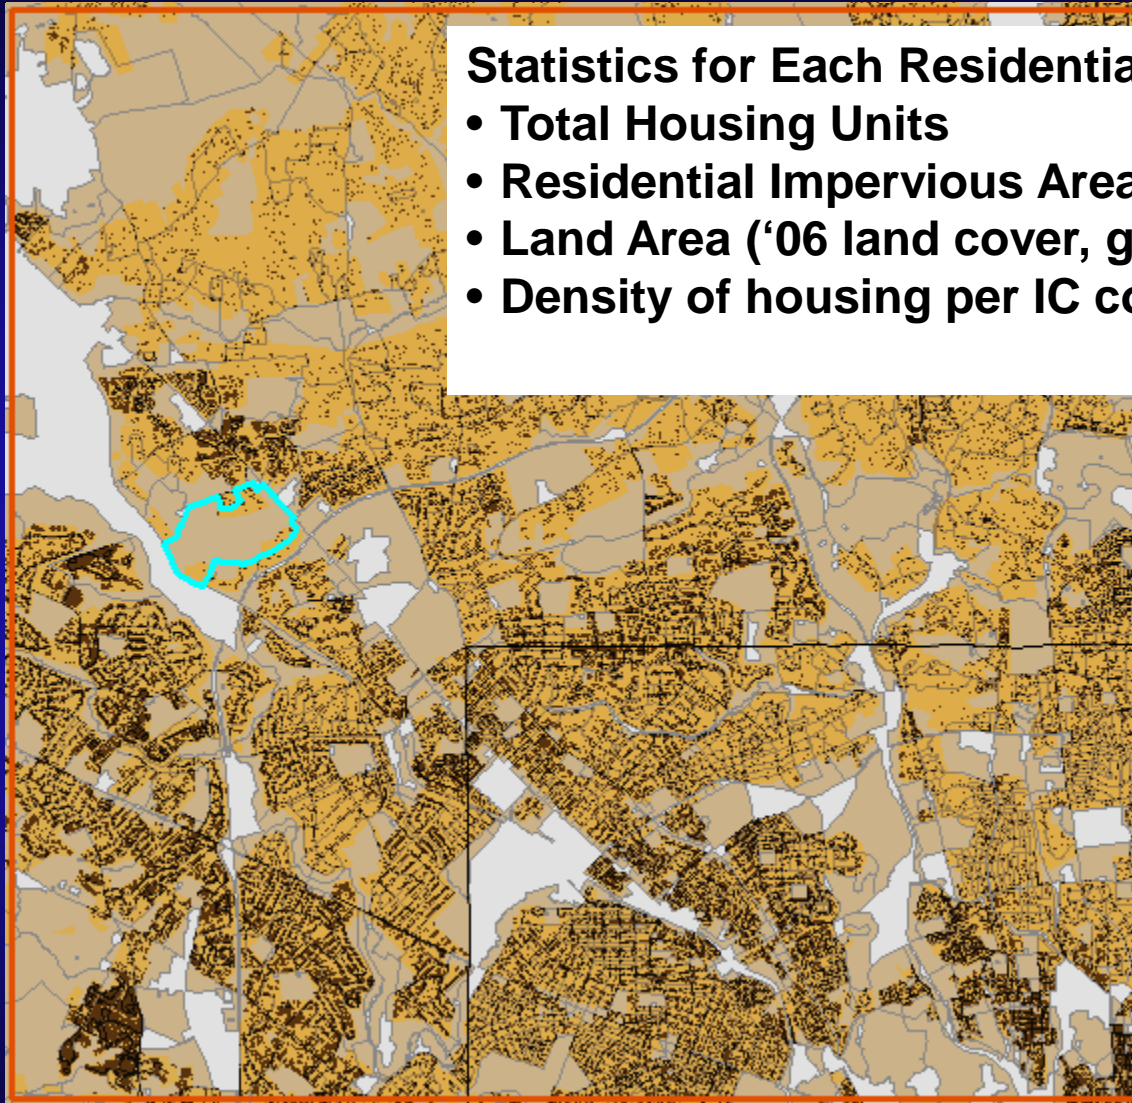 Statistics for Each Residentia
• Total Housing Units
• Residential Impervious Area
• Land Area (‘06 land cover, g
• Density of housing per IC co